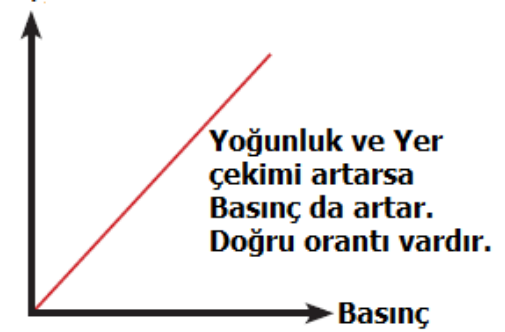 Yoğunluk ve Yer
çekimi artarsa
Basınç da artar.
Doğru orantı vardır.
Basınç